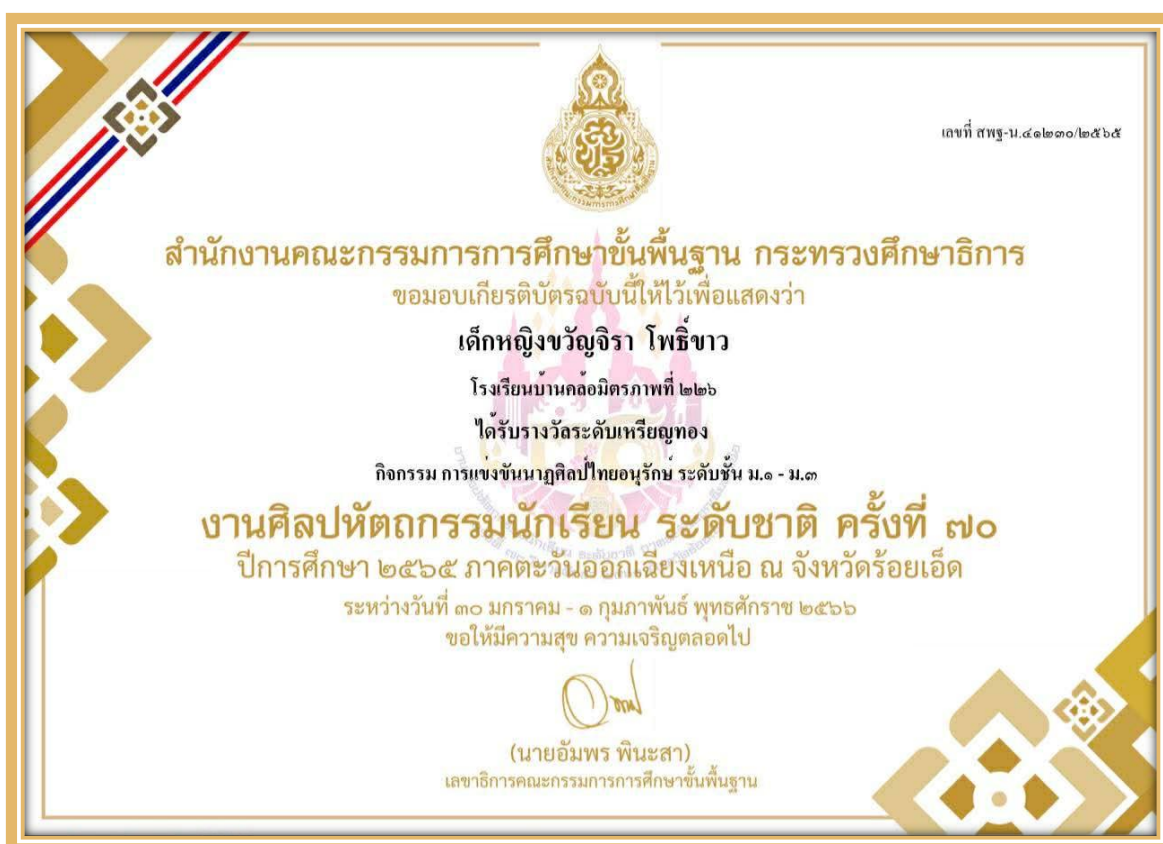 เลขที่ สพฐ-น.๔๑๒๓๐/๒๕๖๕
สำนักงานคณะกรรมการการศึกษาขั้นพื้นฐาน กระทรวงศึกษาธิการ
ขอมอบเกียรติบัตรฉบับนี้ให้ไว้เพื่อแสดงว่า
เด็กหญิงขวัญจิรา โพธิ์ขาว
โรงเรียนบ้านคล้อมิตรภาพที่ ๒๒๖
ได้รับรางวัลระดับเหรียญทอง
กิจกรรม การแข่งขันนาฏศิลป์ไทยอนุรักษ์ ระดับชั้น ม.๑ - ม.๓
งานศิลปหัตถกรรมนักเรียน ระดับชาติ ครั้งที่ ๗๐
ปีการศึกษา ๒๕๖๕ ภาคตะวันออกเฉียงเหนือ ณ จังหวัดร้อยเอ็ด
ระหว่างวันที่ ๓๐ มกราคม - ๑ กุมภาพันธ์ พุทธศักราช ๒๕๖๖
ขอให้มีความสุข ความเจริญตลอดไป
(นายอัมพร พินะสา)
เลขาธิการคณะกรรมการการศึกษาขั้นพื้นฐาน